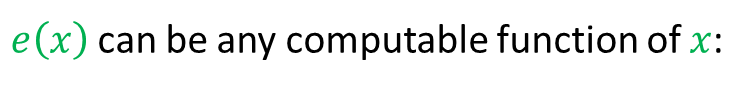 e(x) can be any computable function of x: